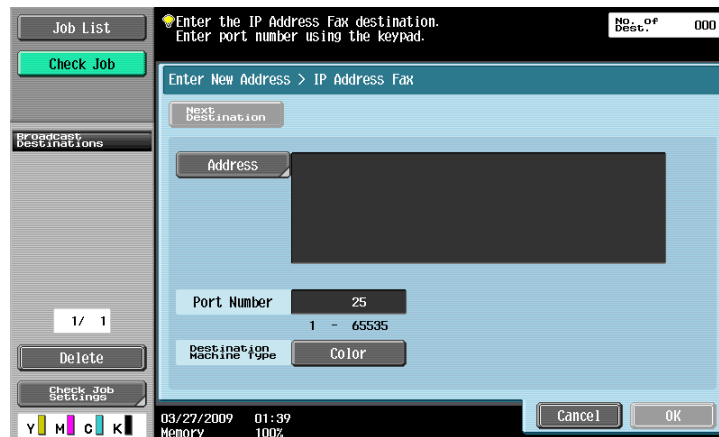 Job List
Check Job
Enter the IP Address Fax destination.
Enter port number using the keypad.
No. of
Dest.
000
Enter New Address > IP Address Fax
Next
Destination
Broadcast
Destinations
Address
Port Number
25
1 - 65535
Destination
Machine Type
Color
1/ 1
Delete
Check Job
Settings
Y M C K
03/27/2009 01:39
Memory 100%
Cancel
OK